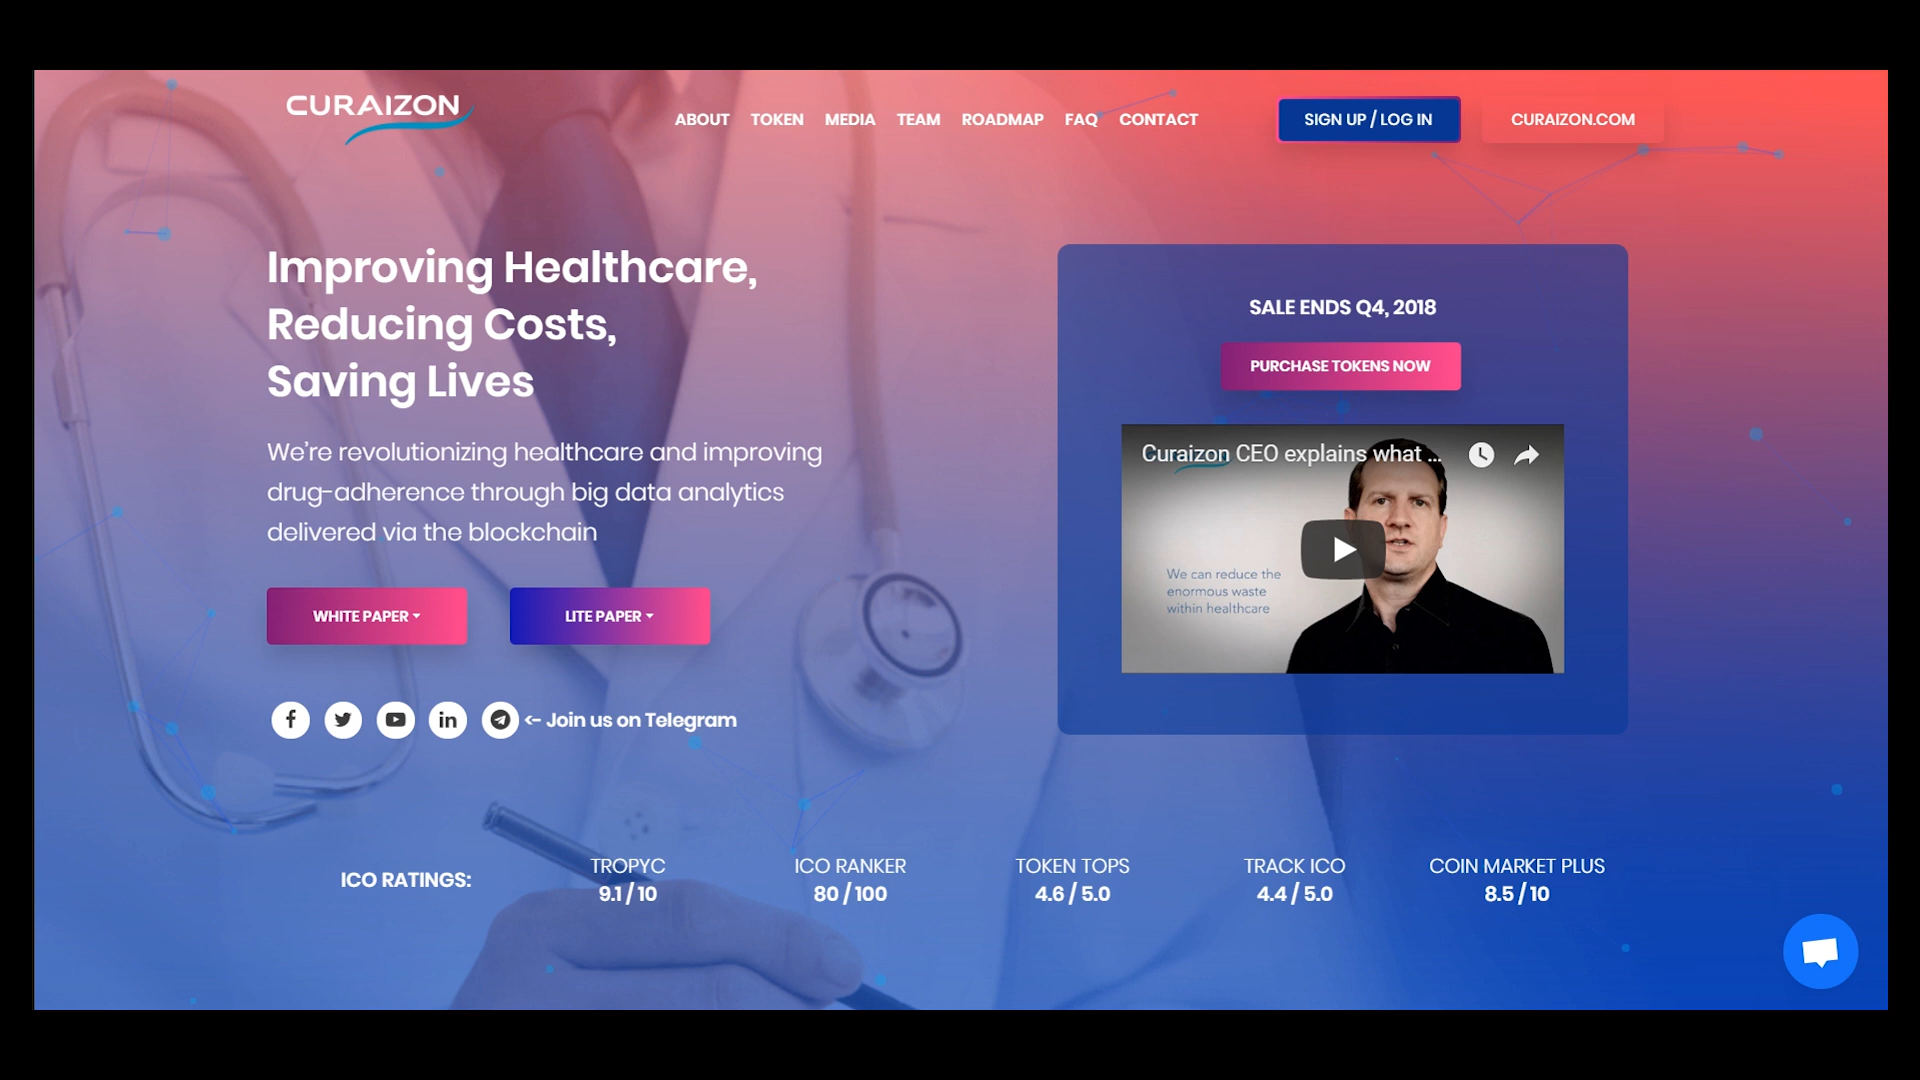 CURAIZON
ABOUT TOKEN MEDIA TEAM ROADMAP FAQ CONTACT
SIGN UP / LOG IN
CURAIZON.COM
Improving Healthcare,
Reducing Costs,
Saving Lives
We're revolutionizing healthcare and improving
drug-adherence through big data analytics
delivered via the blockchain
WHITE PAPER
LITE PAPER
<- Join us on Telegram
SALE ENDS Q4, 2018
PURCHASE TOKENS NOW
Curaizon CEO explains what ...
We can reduce the
enormous waste
within healthcare
ICO RATINGS:
TROPYC
9.1 / 10
ICO RANKER
80 / 100
TOKEN TOPS
4.6 / 5.0
TRACK ICO
4.4 / 5.0
COIN MARKET PLUS
8.5 / 10